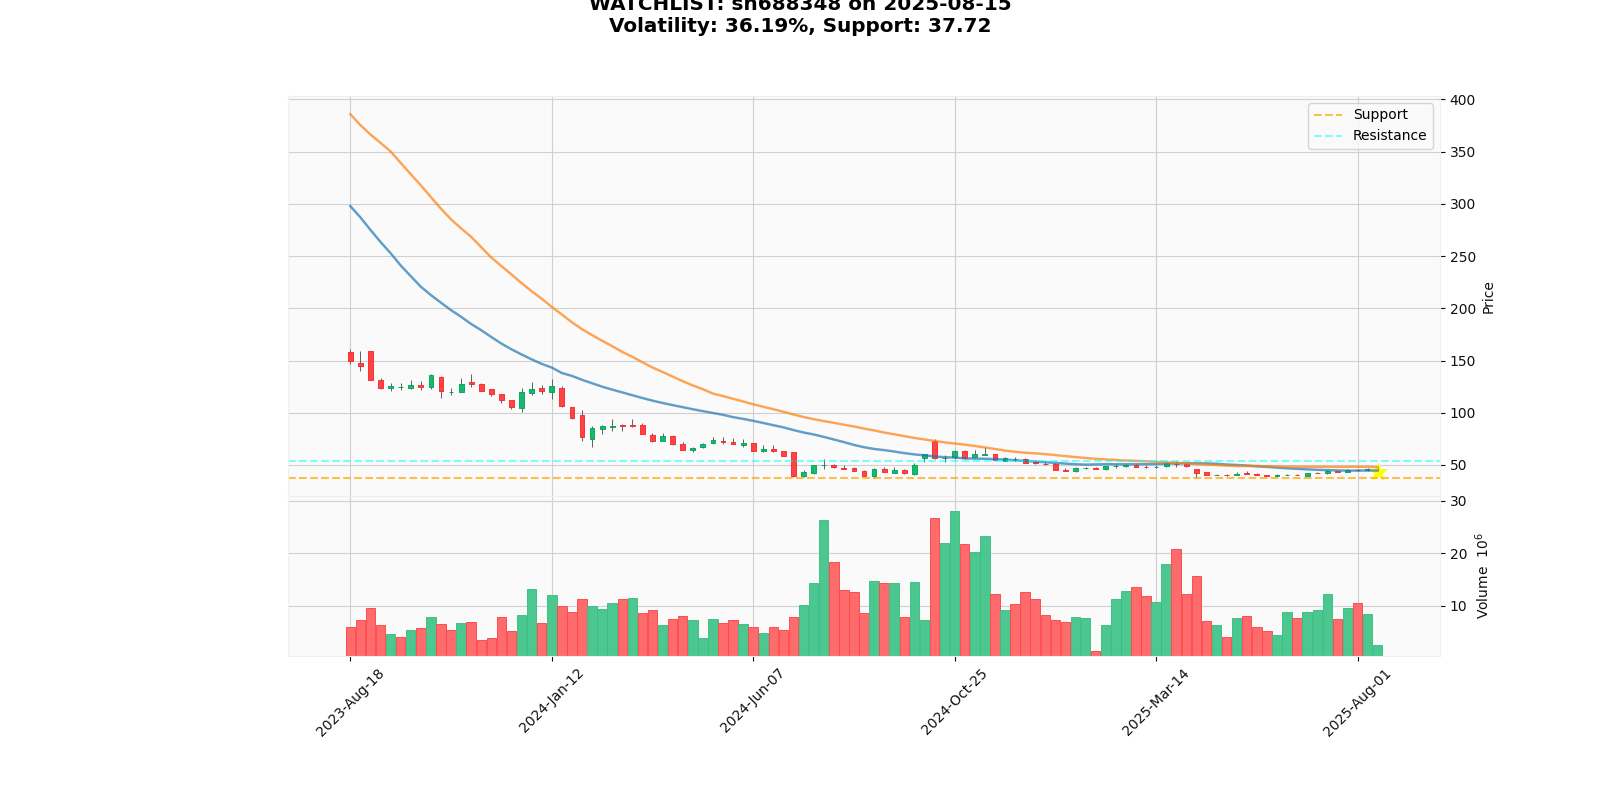 WATCHLIST: sh688348 on 2025-08-15
Volatility: 36.19%, Support: 37.72
Support
Resistance
400
350
300
250
200
150
100
50
Price
30
20
10
Volume 10^6
2023-Aug-18
2024-Jan-12
2024-Jun-07
2024-Oct-25
2025-Mar-14
2025-Aug-01